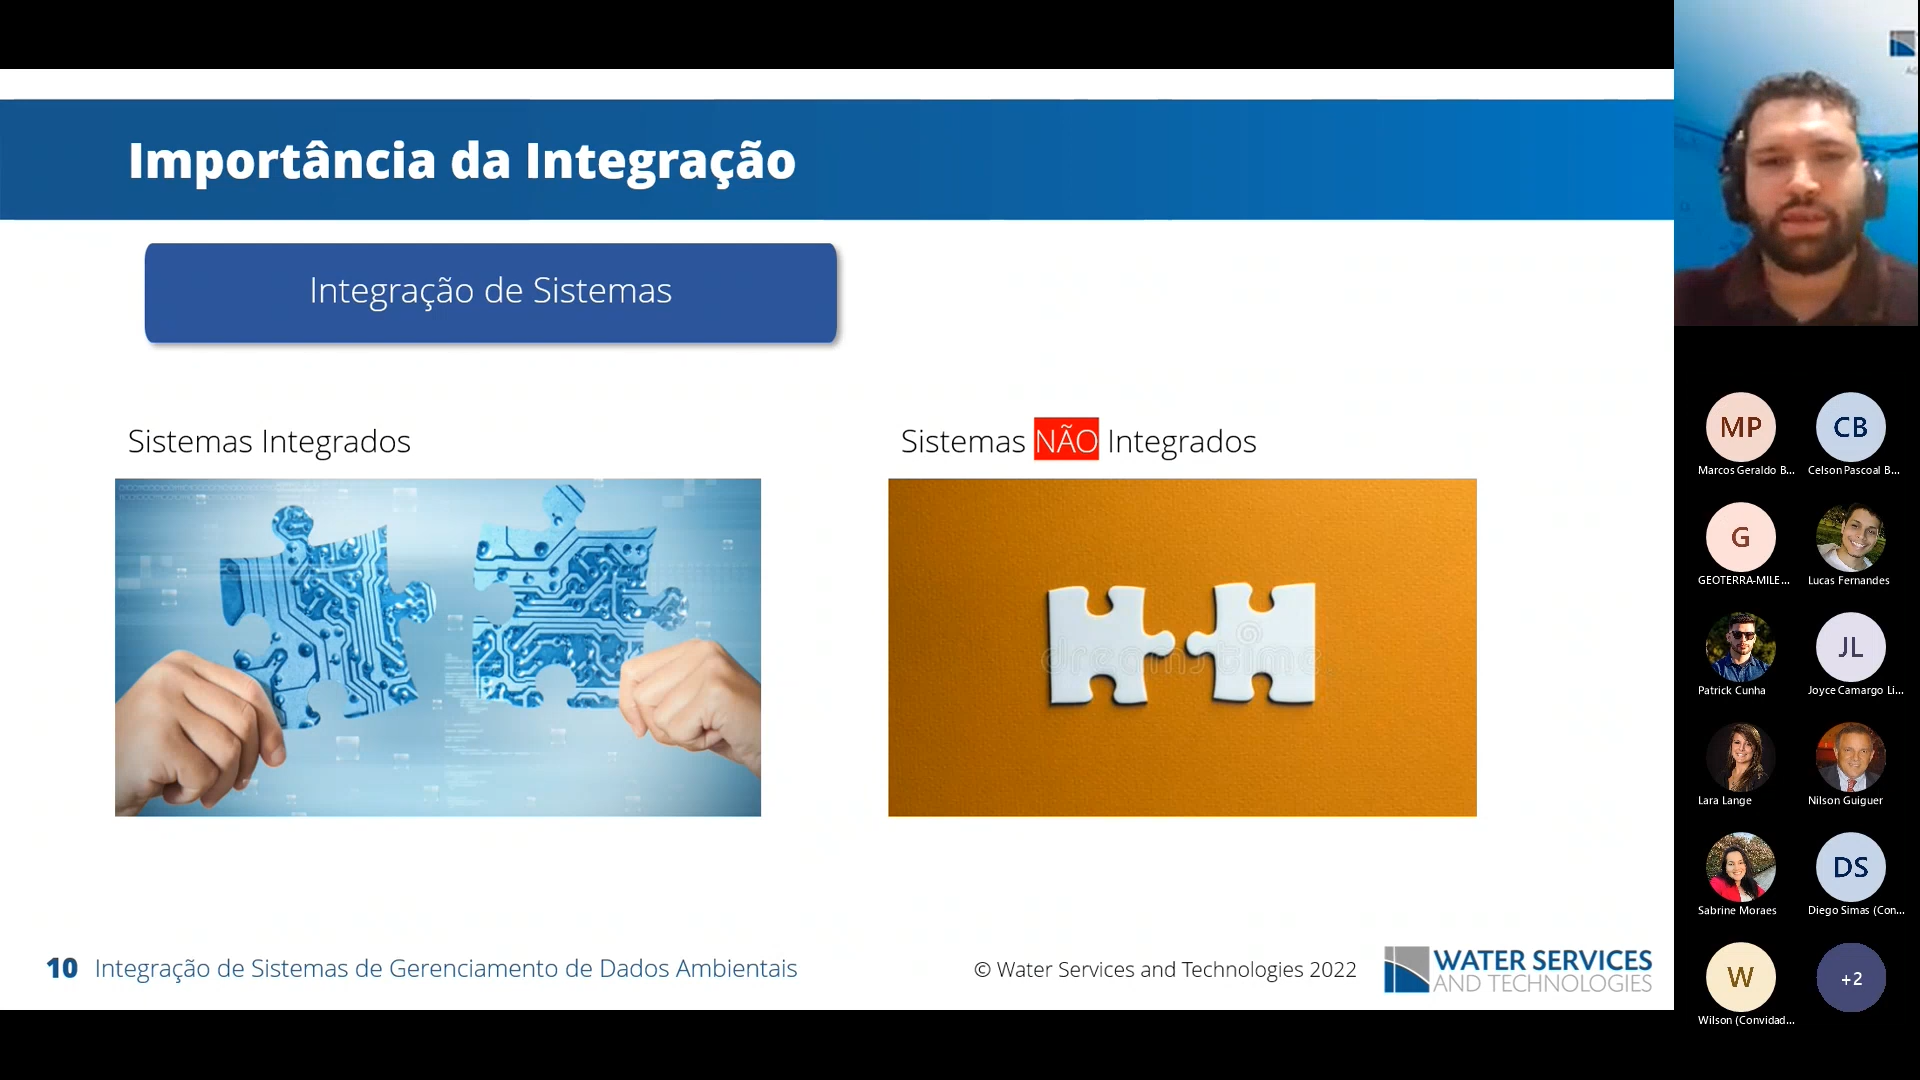 Importância da Integração
Integração de Sistemas
Sistemas Integrados
Sistemas NÃO Integrados
dreamstime
10 Integração de Sistemas de Gerenciamento de Dados Ambientais
© Water Services and Technologies 2022
WATER SERVICES
AND TECHNOLOGIES
MP
CB
Marcos Geraldo B...
Celson Pascoal B...
G
GEOTERRA-MILE...
Lucas Fernandes
JL
Patrick Cunha
Joyce Camargo Li...
Lara Lange
Nilson Guiguer
DS
Sabrine Moraes
Diego Simas (Con...
W
+2
Wilson (Convidad...